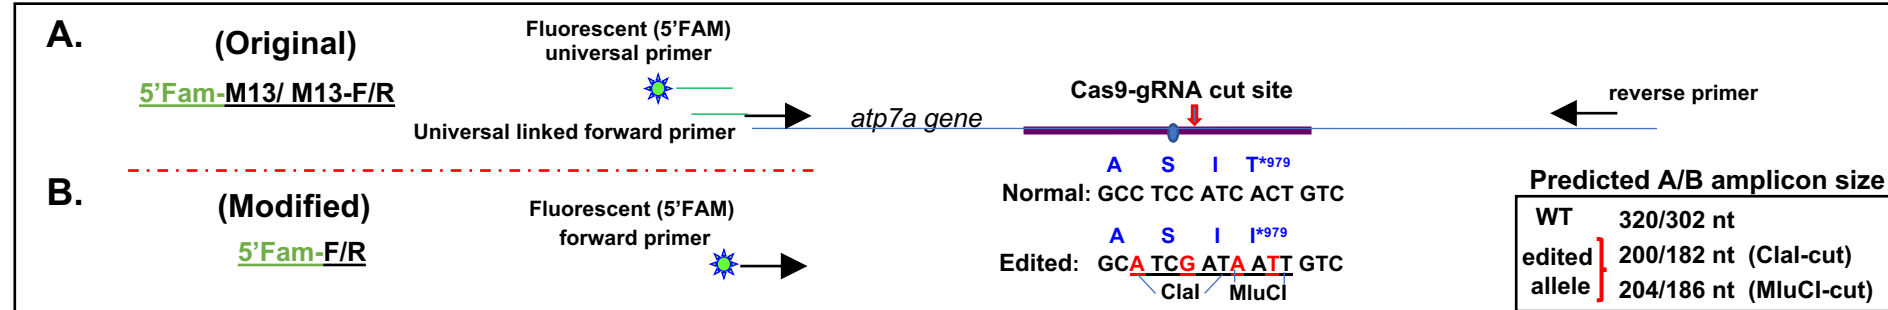 A.
(Original)
5'Fam-M13/ M13-F/R
Fluorescent (5'FAM)
universal primer
Universal linked forward primer
atp7a gene
Cas9-gRNA cut site
reverse primer
A S I T*979
Normal: GCC TCC ATC ACT GTC
B.
(Modified)
5'Fam-F/R
Fluorescent (5'FAM)
forward primer
A S I I*979
Edited: GCA TCG ATA ATT GTC
ClaI MluCI
Predicted A/B amplicon size
WT 320/302 nt
edited allele
200/182 nt (ClaI-cut)
204/186 nt (MluCI-cut)